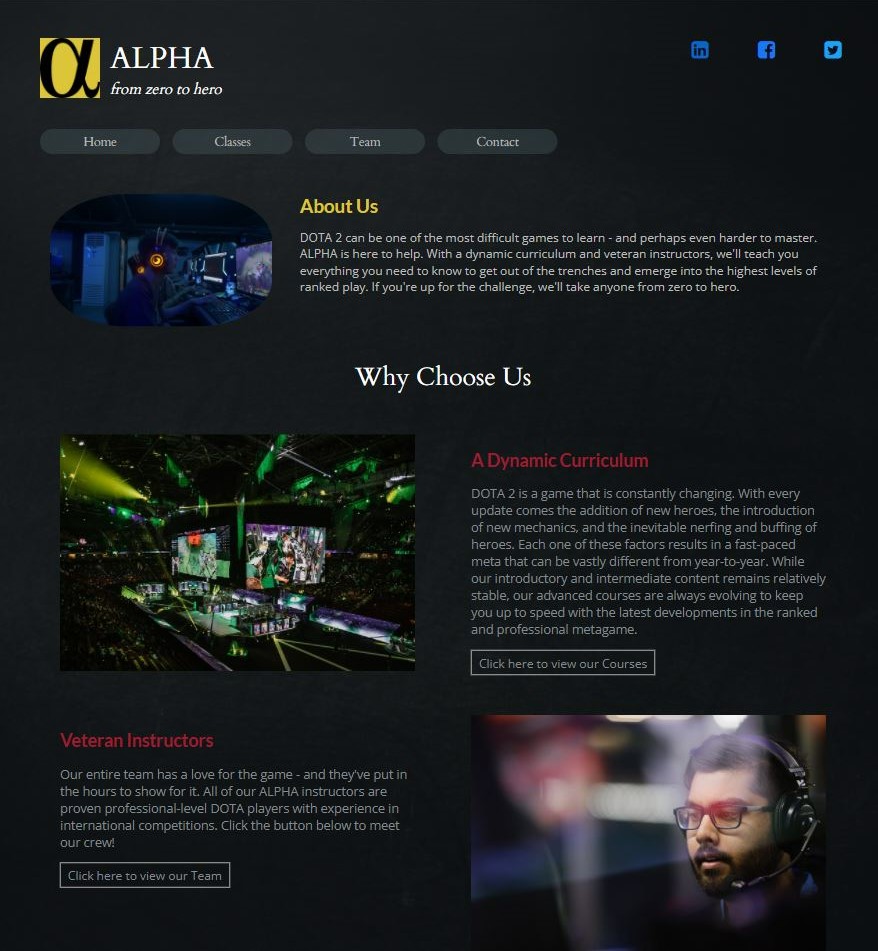 α
ALPHA
from zero to hero
Home
Classes
Team
Contact
About Us
DOTA 2 can be one of the most difficult games to learn - and perhaps even harder to master.
ALPHA is here to help. With a dynamic curriculum and veteran instructors, we'll teach you
everything you need to know to get out of the trenches and emerge into the highest levels of
ranked play. If you're up for the challenge, we'll take anyone from zero to hero.
Why Choose Us
A Dynamic Curriculum
DOTA 2 is a game that is constantly changing. With every
update comes the addition of new heroes, the introduction
of new mechanics, and the inevitable nerfing and buffing of
heroes. Each one of these factors results in a fast-paced
meta that can be vastly different from year-to-year. While
our introductory and intermediate content remains relatively
stable, our advanced courses are always evolving to keep
you up to speed with the latest developments in the ranked
and professional metagame.
Click here to view our Courses
Veteran Instructors
Our entire team has a love for the game - and they've put in
the hours to show for it. All of our ALPHA instructors are
proven professional-level DOTA players with experience in
international competitions. Click the button below to meet
our crew!
Click here to view our Team